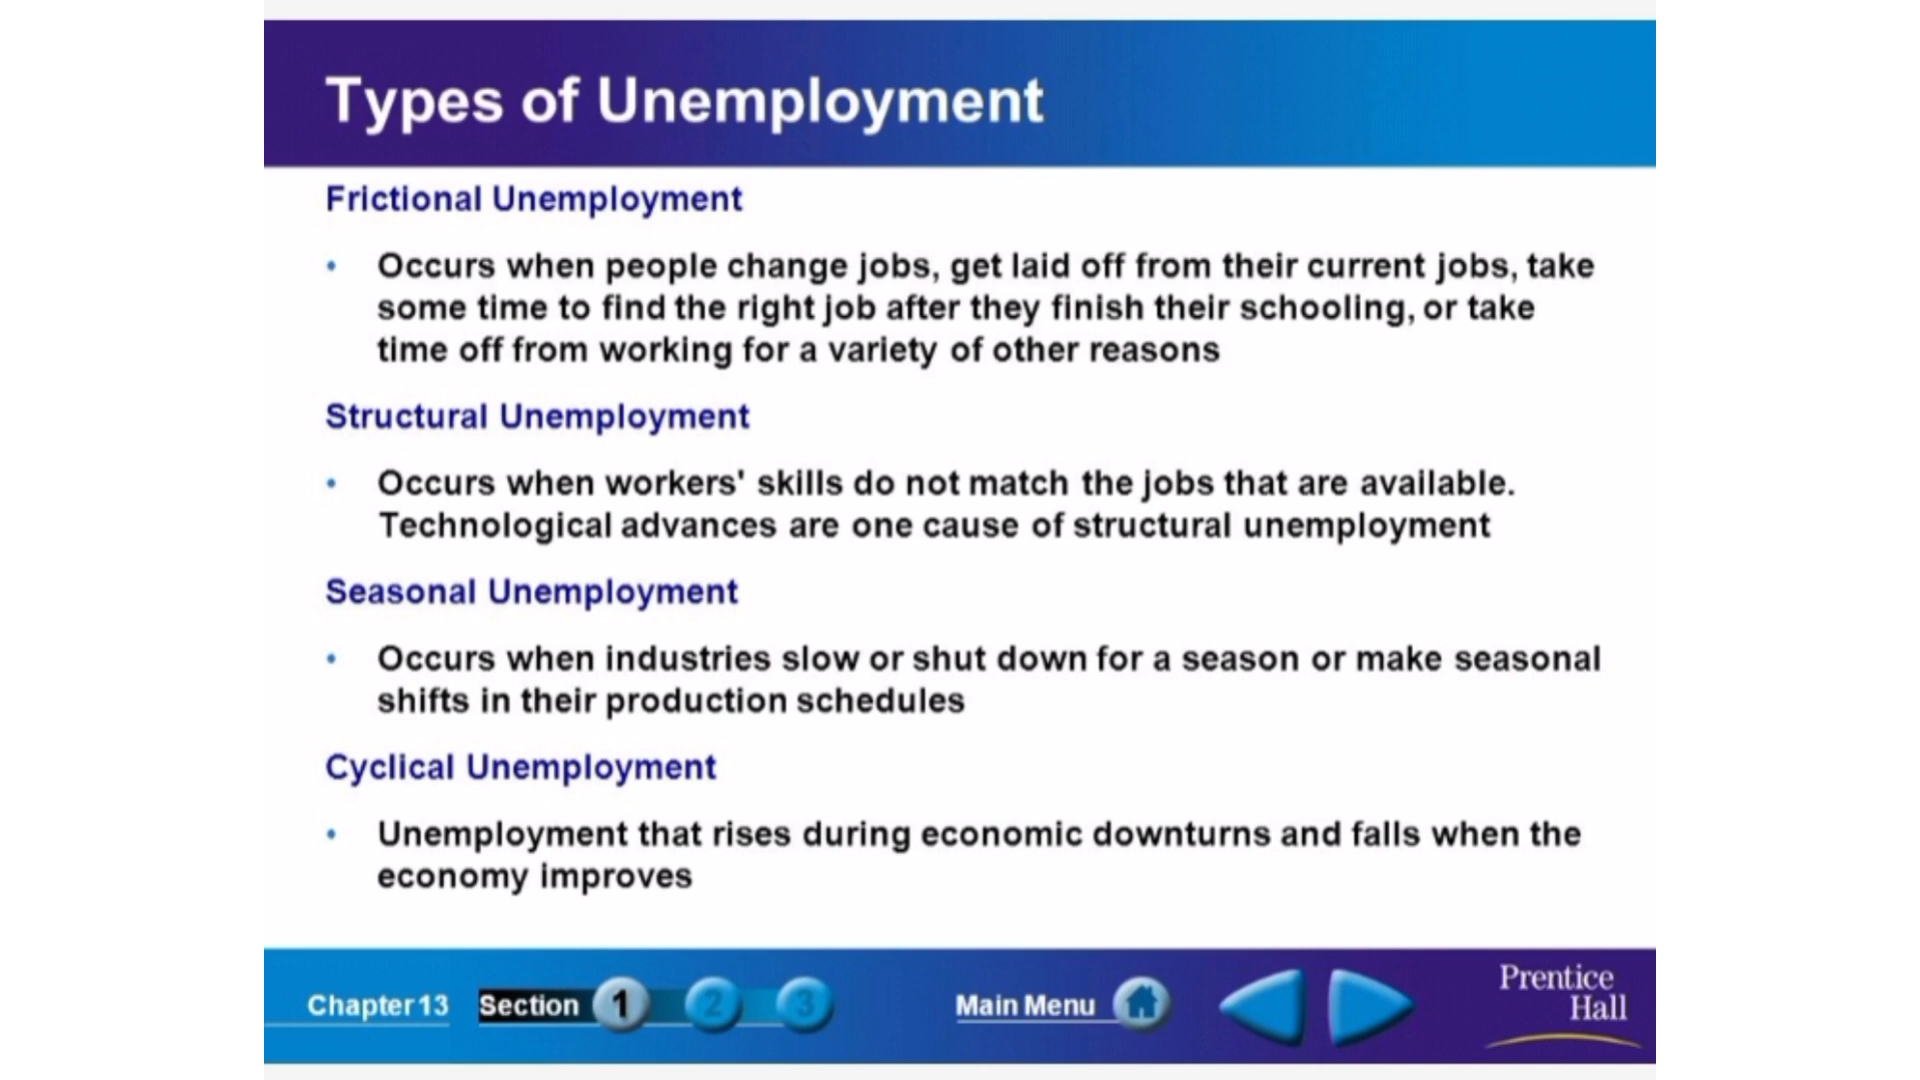 Types of Unemployment
Frictional Unemployment
• Occurs when people change jobs, get laid off from their current jobs, take
some time to find the right job after they finish their schooling, or take
time off from working for a variety of other reasons
Structural Unemployment
• Occurs when workers' skills do not match the jobs that are available.
Technological advances are one cause of structural unemployment
Seasonal Unemployment
• Occurs when industries slow or shut down for a season or make seasonal
shifts in their production schedules
Cyclical Unemployment
• Unemployment that rises during economic downturns and falls when the
economy improves
Chapter 13 Section 1 2 3 Main Menu
Prentice
Hall